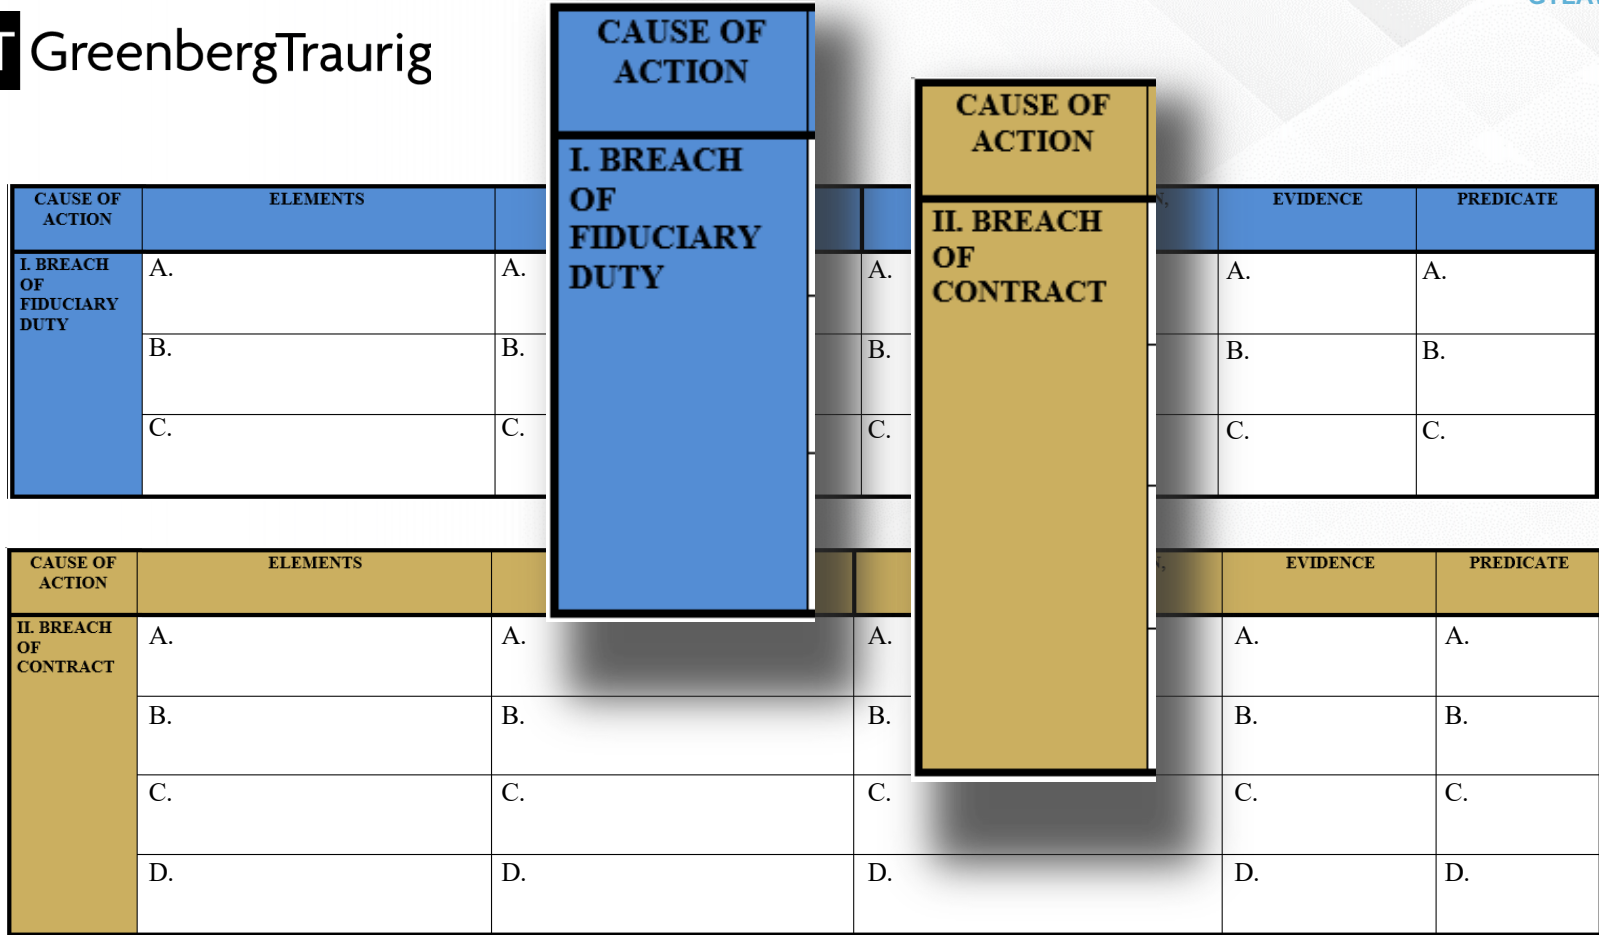 GreenbergTraurig
CAUSE OF
ACTION
I. BREACH
OF
FIDUCIARY
DUTY
CAUSE OF
ACTION
II. BREACH
OF
CONTRACT
CAUSE OF
ACTION
ELEMENTS
EVIDENCE
PREDICATE
I. BREACH
OF
FIDUCIARY
DUTY
A.
A.
A.
A.
A.
B.
B.
B.
B.
B.
C.
C.
C.
C.
C.
CAUSE OF
ACTION
ELEMENTS
EVIDENCE
PREDICATE
II. BREACH
OF
CONTRACT
A.
A.
A.
A.
A.
B.
B.
B.
B.
B.
C.
C.
C.
C.
C.
D.
D.
D.
D.
D.